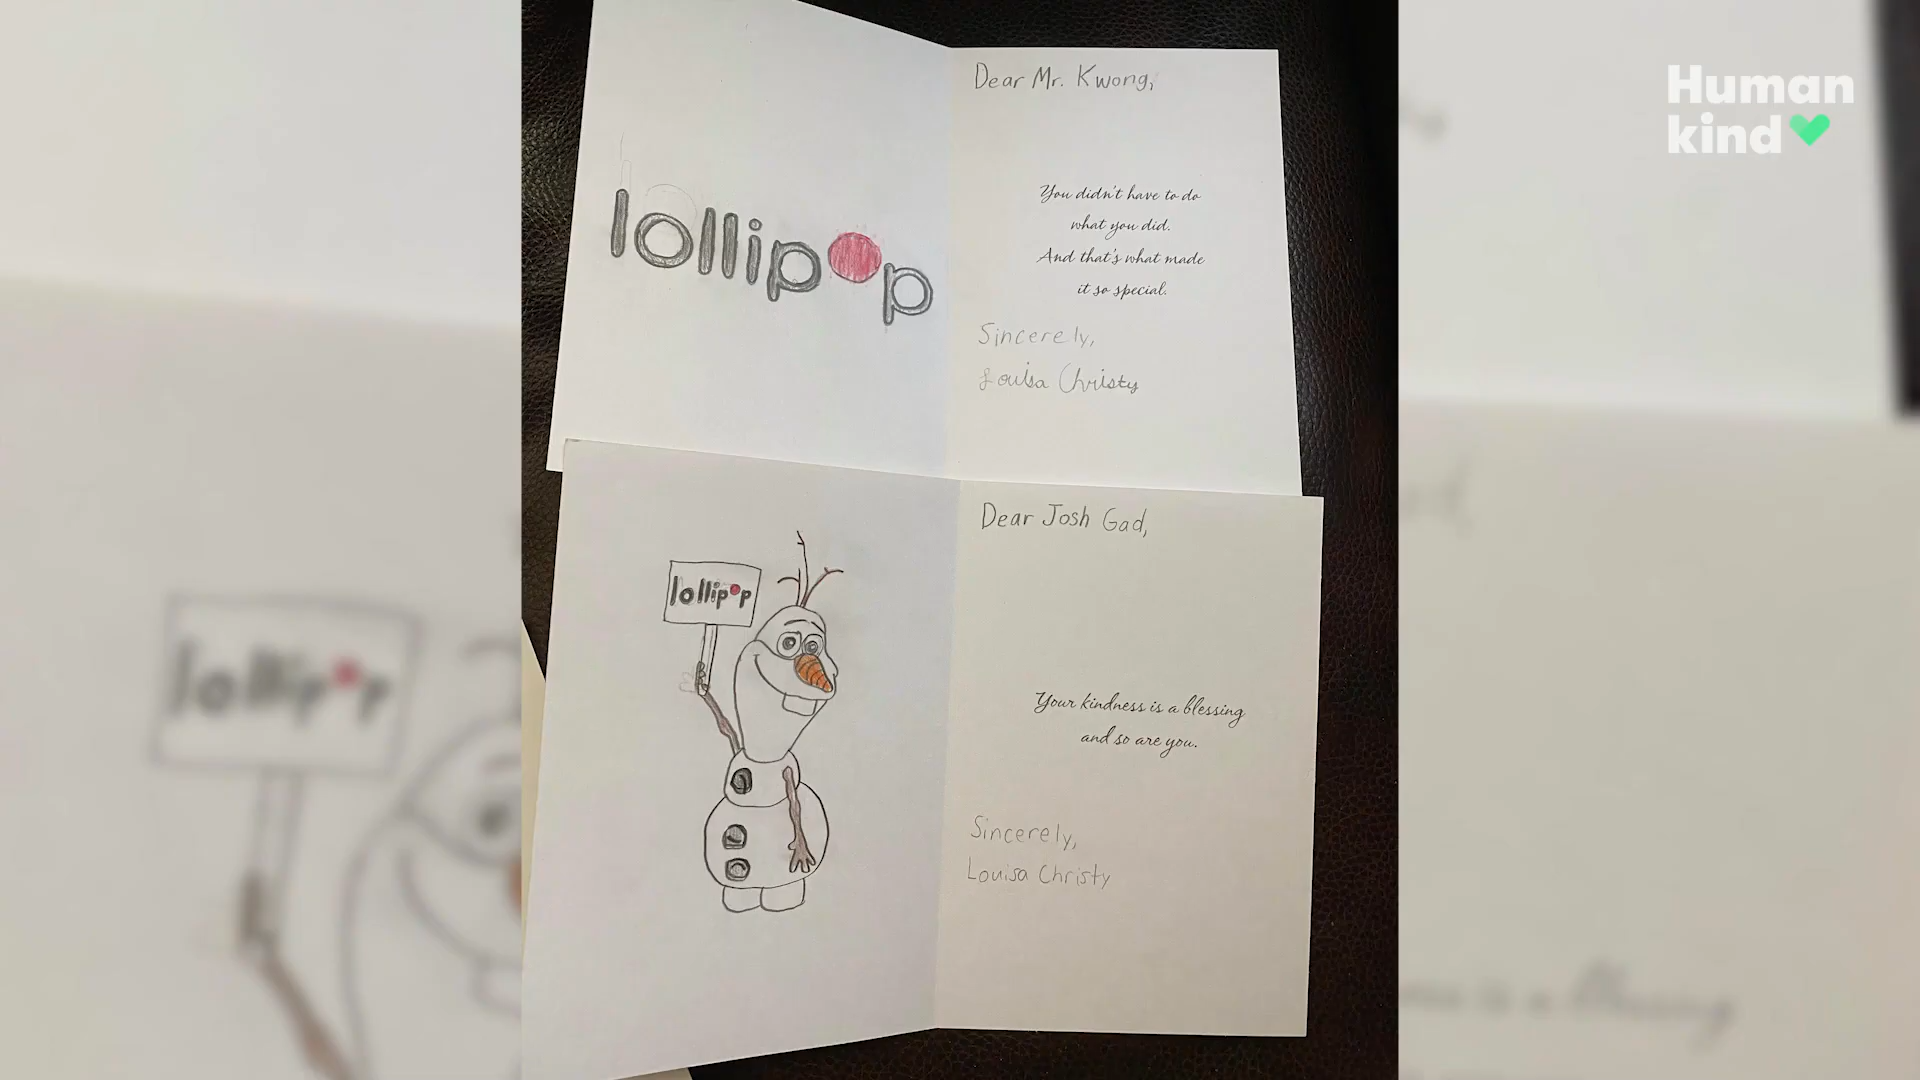 Human
kind
lollipop
Dear Mr. Kwong,
You didn't have to do
what you did.
And that's what made
it so special.
Sincerely,
Louisa Christy
lollipop
Dear Josh Gad,
Your kindness is a blessing
and so are you.
Sincerely,
Louisa Christy